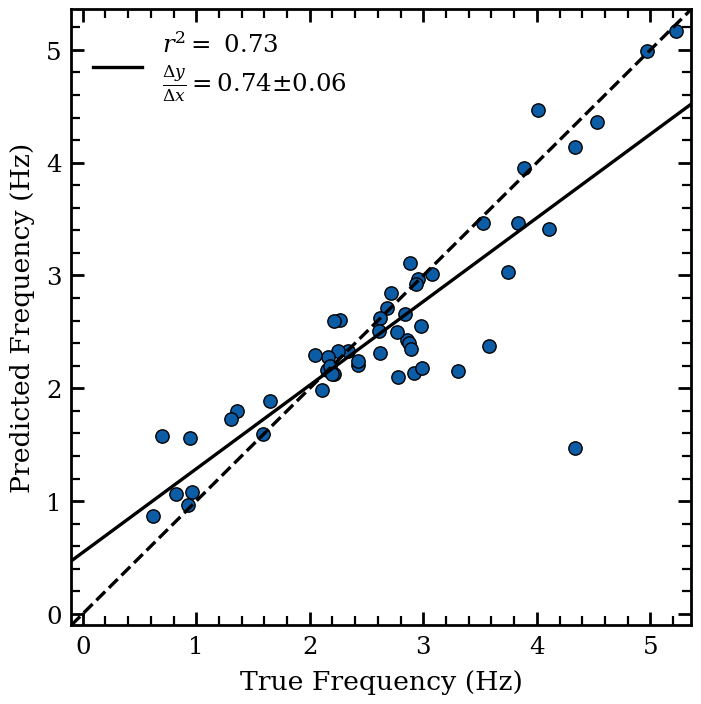 r² = 0.73
Δy/Δx = 0.74±0.06
5
4
3
2
1
0
Predicted Frequency (Hz)
0 1 2 3 4 5
True Frequency (Hz)